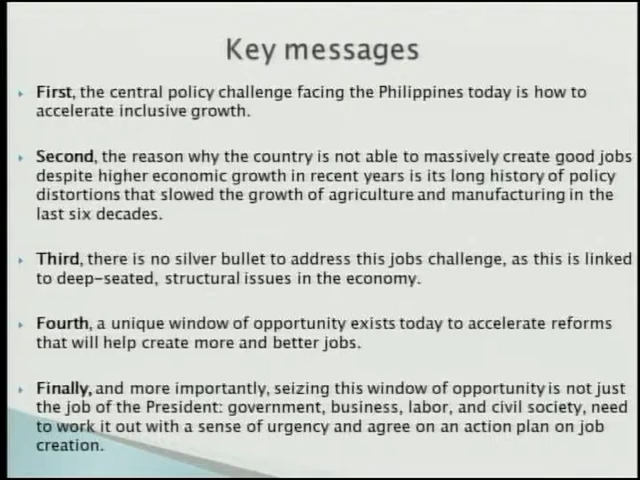 Key messages
First, the central policy challenge facing the Philippines today is how to
accelerate inclusive growth.
Second, the reason why the country is not able to massively create good jobs
despite higher economic growth in recent years is its long history of policy
distortions that slowed the growth of agriculture and manufacturing in the
last six decades.
Third, there is no silver bullet to address this jobs challenge, as this is linked
to deep-seated, structural issues in the economy.
Fourth, a unique window of opportunity exists today to accelerate reforms
that will help create more and better jobs.
Finally, and more importantly, seizing this window of opportunity is not just
the job of the President: government, business, labor, and civil society, need
to work it out with a sense of urgency and agree on an action plan on job
creation.